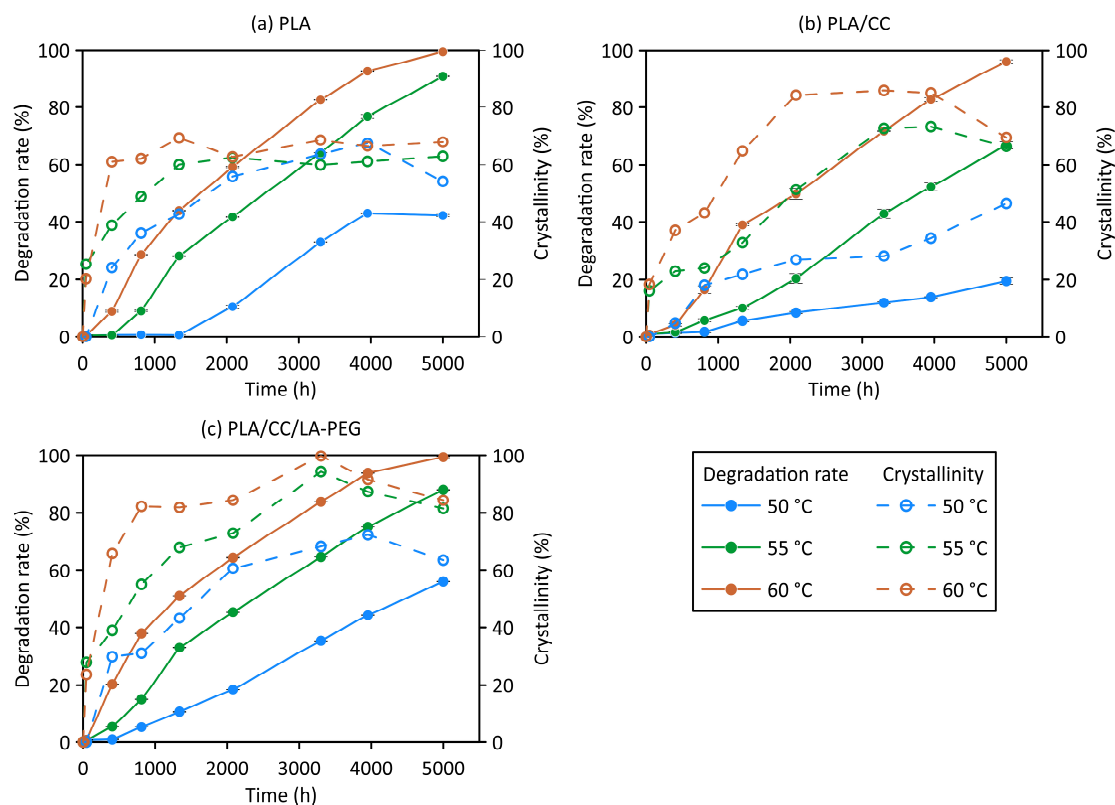 (a) PLA
100
80
60
40
20
0
Degradation rate (%)
100
80
60
40
20
0
Crystallinity (%)
0 1000 2000 3000 4000 5000
Time (h)
(b) PLA/CC
100
80
60
40
20
0
Degaradation rate (%)
100
80
60
40
20
0
Crystallinity (%)
0 1000 2000 3000 4000 5000
Time (h)
(c) PLA/CC/LA-PEG
100
80
60
40
20
0
Degradation rate (%)
100
80
60
40
20
0
Crystallinity (%)
0 1000 2000 3000 4000 5000
Time (h)
Degradation rate Crystallinity
50 °C 50 °C
55 °C 55 °C
60 °C 60 °C